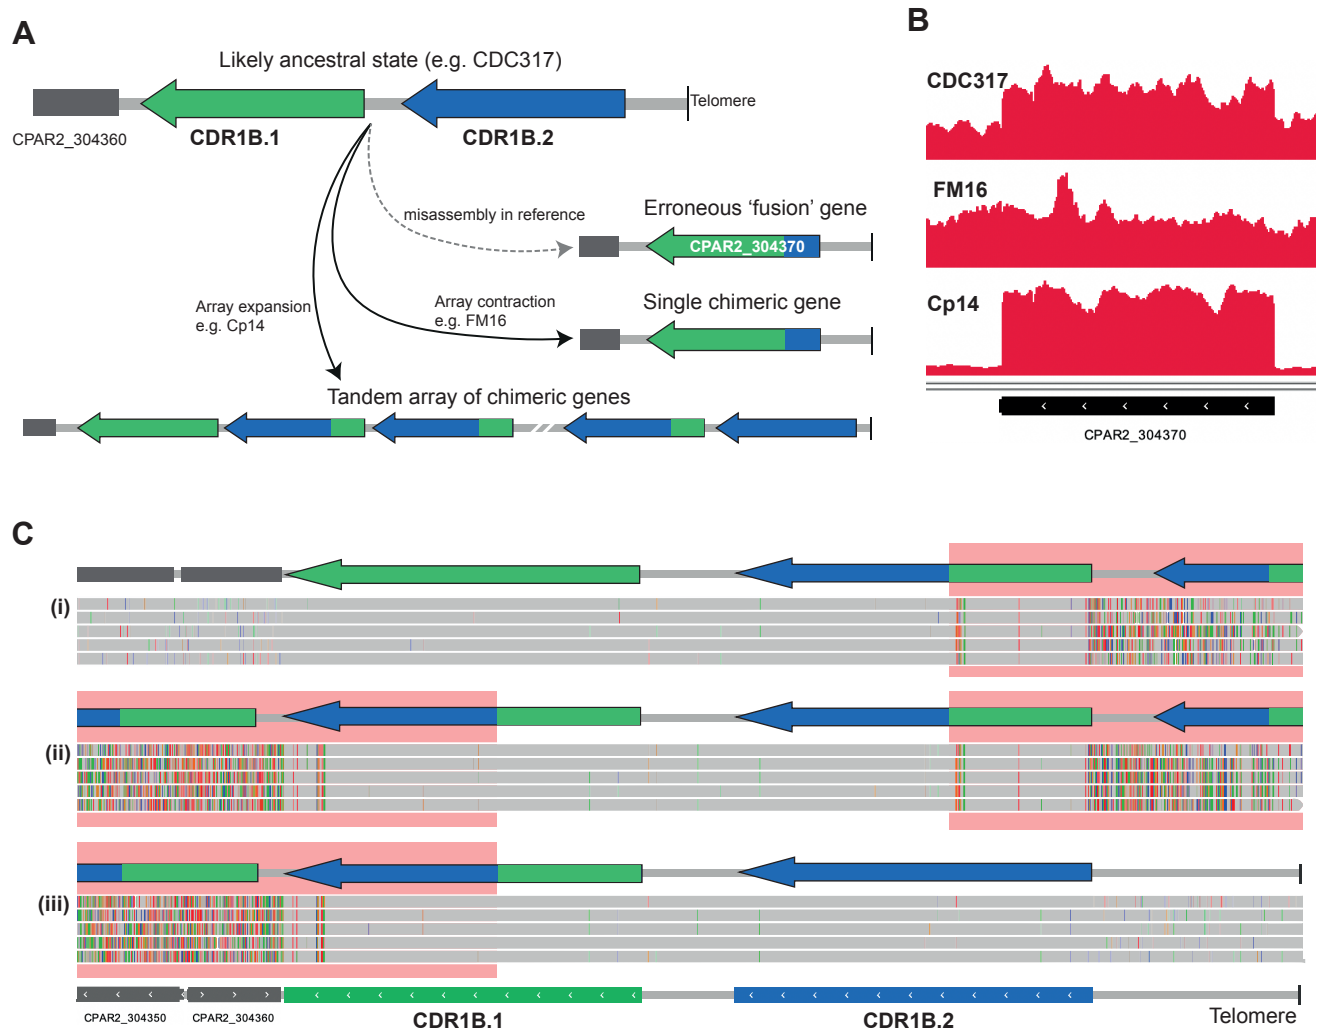 A
Likely ancestral state (e.g. CDC317)
Telomere
CPAR2_304360
CDR1B.1
CDR1B.2
misassembly in reference
Erroneous ‘fusion’ gene
CPAR2_304370
Array expansion
e.g. Cp14
Array contraction
e.g. FM16
Single chimeric gene
Tandem array of chimeric genes
B
CDC317
FM16
Cp14
CPAR2_304370
C
(i)
(ii)
(iii)
CPAR2_304350
CPAR2_304360
CDR1B.1
CDR1B.2
Telomere